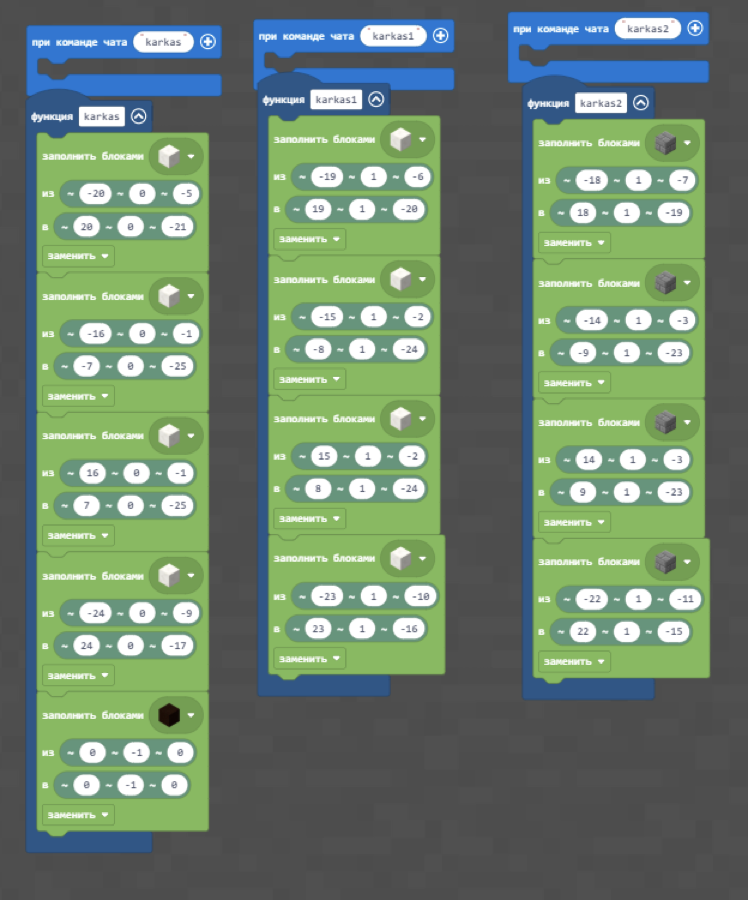 при команде чата "karkas"
функция karkas
заполнить блоками
из ~ -20 ~ 0 ~ -5
в ~ 20 ~ 0 ~ -21
заменить
заполнить блоками
из ~ -16 ~ 0 ~ -1
в ~ -7 ~ 0 ~ -25
заменить
заполнить блоками
из ~ 16 ~ 0 ~ -1
в ~ 7 ~ 0 ~ -25
заменить
заполнить блоками
из ~ -24 ~ 0 ~ -9
в ~ 24 ~ 0 ~ -17
заменить
заполнить блоками
из ~ 0 ~ -1 ~ 0
в ~ 0 ~ -1 ~ 0
заменить
при команде чата "karkas1"
функция karkas1
заполнить блоками
из ~ -19 ~ 1 ~ -6
в ~ 19 ~ 1 ~ -20
заменить
заполнить блоками
из ~ -15 ~ 1 ~ -2
в ~ -8 ~ 1 ~ -24
заменить
заполнить блоками
из ~ 15 ~ 1 ~ -2
в ~ 8 ~ 1 ~ -24
заменить
заполнить блоками
из ~ -23 ~ 1 ~ -10
в ~ 23 ~ 1 ~ -16
заменить
при команде чата "karkas2"
функция karkas2
заполнить блоками
из ~ -18 ~ 1 ~ -7
в ~ 18 ~ 1 ~ -19
заменить
заполнить блоками
из ~ -14 ~ 1 ~ -3
в ~ -9 ~ 1 ~ -23
заменить
заполнить блоками
из ~ 14 ~ 1 ~ -3
в ~ 9 ~ 1 ~ -23
заменить
заполнить блоками
из ~ -22 ~ 1 ~ -11
в ~ 22 ~ 1 ~ -15
заменить